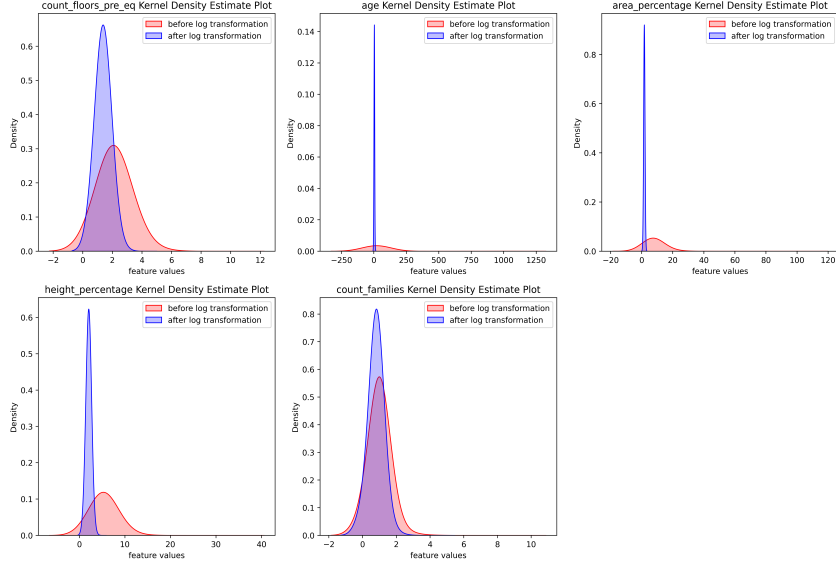 count_floors_pre_eq Kernel Density Estimate Plot
before log transformation
after log transformation
0.6
0.5
0.4
0.3
0.2
0.1
0.0
Density
−2 0 2 4 6 8 10 12
feature values
age Kernel Density Estimate Plot
before log transformation
after log transformation
0.14
0.12
0.10
0.08
0.06
0.04
0.02
0.00
Density
−250 0 250 500 750 1000 1250
feature values
area_percentage Kernel Density Estimate Plot
before log transformation
after log transformation
0.8
0.6
0.4
0.2
0.0
Density
−20 0 20 40 60 80 100 120
feature values
height_percentage Kernel Density Estimate Plot
before log transformation
after log transformation
0.6
0.5
0.4
0.3
0.2
0.1
0.0
Density
0 10 20 30 40
feature values
count_families Kernel Density Estimate Plot
before log transformation
after log transformation
0.8
0.7
0.6
0.5
0.4
0.3
0.2
0.1
0.0
Density
−2 0 2 4 6 8 10
feature values